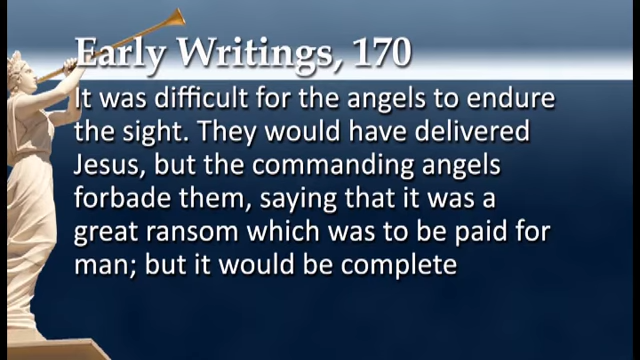 Early Writings, 170
It was difficult for the angels to endure
the sight. They would have delivered
Jesus, but the commanding angels
forbade them, saying that it was a
great ransom which was to be paid for
man; but it would be complete